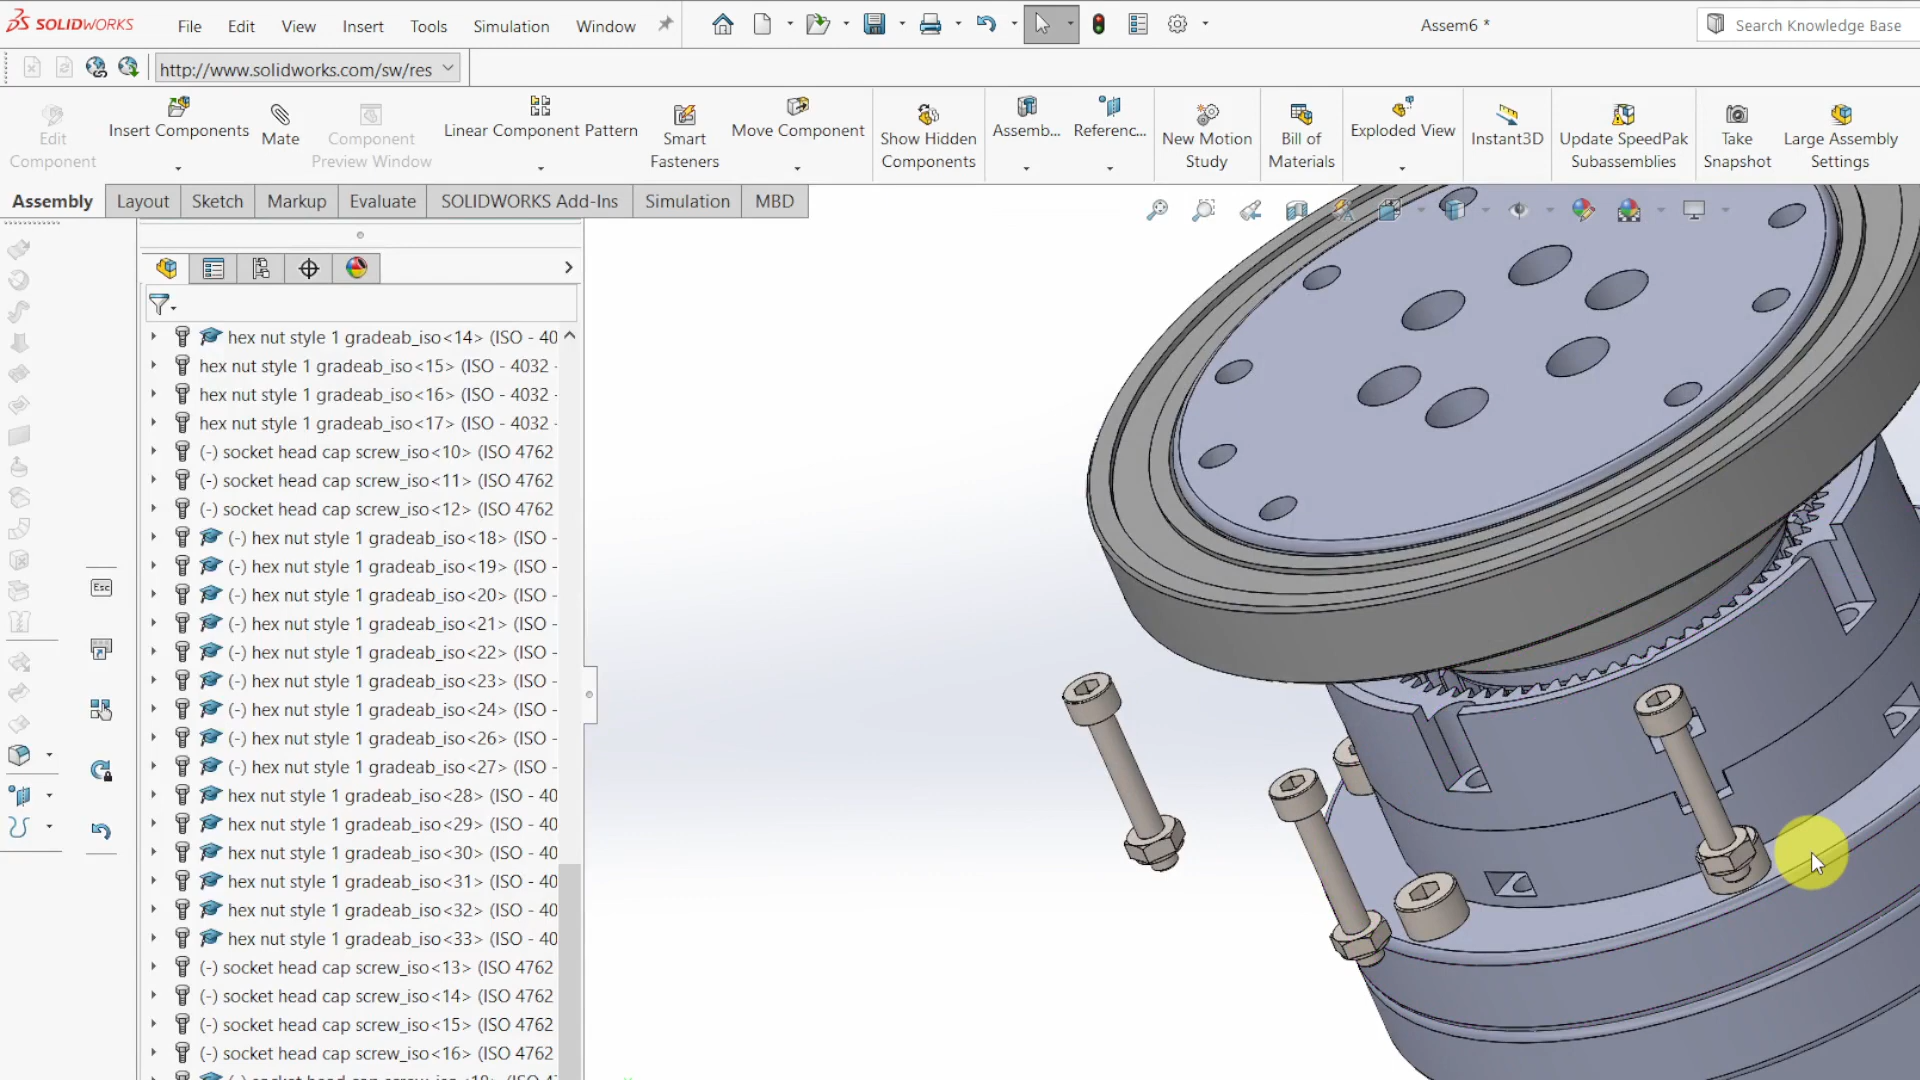 SOLIDWORKS File Edit View Insert Tools Simulation Window Assem6 * Search Knowledge Base
http://www.solidworks.com/sw/res
Edit Component
Insert Components
Mate
Component Preview Window
Linear Component Pattern
Smart Fasteners
Move Component
Show Hidden Components
Assemb...
Referenc...
New Motion Study
Bill of Materials
Exploded View
Instant3D
Update SpeedPak Subassemblies
Take Snapshot
Large Assembly Settings
Assembly Layout Sketch Markup Evaluate SOLIDWORKS Add-Ins Simulation MBD
hex nut style 1 gradeab_iso<14> (ISO - 40
hex nut style 1 gradeab_iso<15> (ISO - 4032 -
hex nut style 1 gradeab_iso<16> (ISO - 4032 -
hex nut style 1 gradeab_iso<17> (ISO - 4032 -
(-) socket head cap screw_iso<10> (ISO 4762
(-) socket head cap screw_iso<11> (ISO 4762
(-) socket head cap screw_iso<12> (ISO 4762
(-) hex nut style 1 gradeab_iso<18> (ISO -
(-) hex nut style 1 gradeab_iso<19> (ISO -
(-) hex nut style 1 gradeab_iso<20> (ISO -
(-) hex nut style 1 gradeab_iso<21> (ISO -
(-) hex nut style 1 gradeab_iso<22> (ISO -
(-) hex nut style 1 gradeab_iso<23> (ISO -
(-) hex nut style 1 gradeab_iso<24> (ISO -
(-) hex nut style 1 gradeab_iso<26> (ISO -
(-) hex nut style 1 gradeab_iso<27> (ISO -
hex nut style 1 gradeab_iso<28> (ISO - 40
hex nut style 1 gradeab_iso<29> (ISO - 40
hex nut style 1 gradeab_iso<30> (ISO - 40
hex nut style 1 gradeab_iso<31> (ISO - 40
hex nut style 1 gradeab_iso<32> (ISO - 40
hex nut style 1 gradeab_iso<33> (ISO - 40
(-) socket head cap screw_iso<13> (ISO 4762
(-) socket head cap screw_iso<14> (ISO 4762
(-) socket head cap screw_iso<15> (ISO 4762
(-) socket head cap screw_iso<16> (ISO 4762
Esc